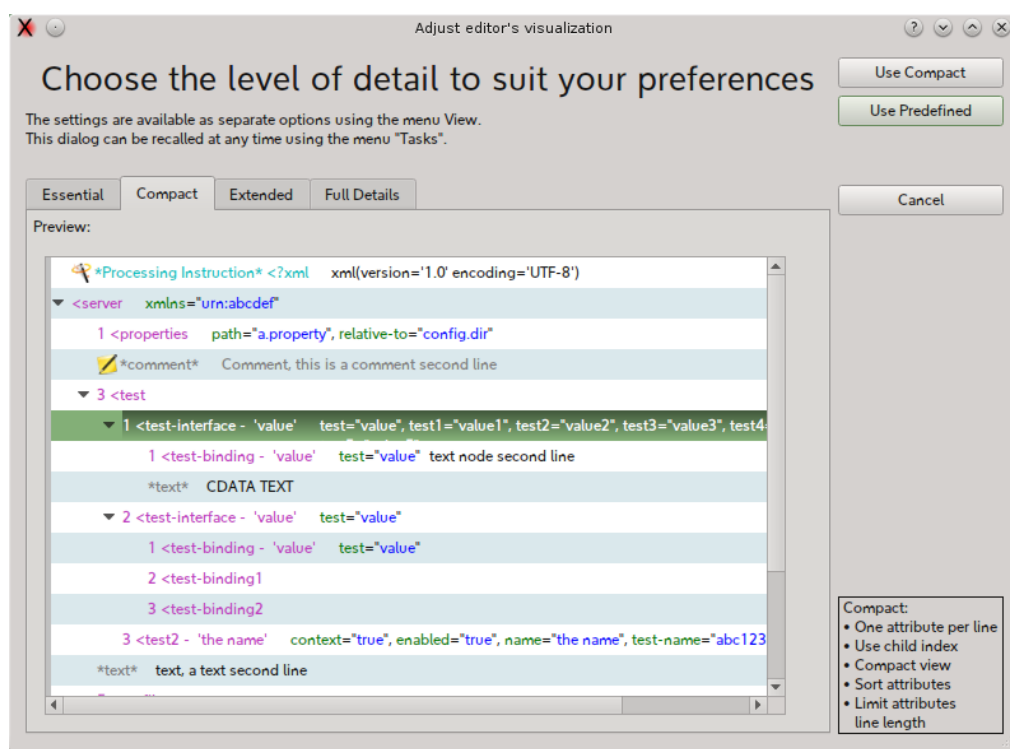 Adjust editor's visualization
Choose the level of detail to suit your preferences
Use Compact
Use Predefined
The settings are available as separate options using the menu View.
This dialog can be recalled at any time using the menu "Tasks".
Essential
Compact
Extended
Full Details
Cancel
Preview:
*Processing Instruction* <?xml xml(version='1.0' encoding='UTF-8')
<server xmlns="urn:abcdef"
1 <properties path="a.property", relative-to="config.dir"
*comment* Comment, this is a comment second line
3 <test
1 <test-interface - 'value' test="value", test1="value1", test2="value2", test3="value3", test4=
1 <test-binding - 'value' test="value" text node second line
*text* CDATA TEXT
2 <test-interface - 'value' test="value"
1 <test-binding - 'value' test="value"
2 <test-binding1
3 <test-binding2
3 <test2 - 'the name' context="true", enabled="true", name="the name", test-name="abc123
*text* text, a text second line
Compact:
• One attribute per line
• Use child index
• Compact view
• Sort attributes
• Limit attributes
line length